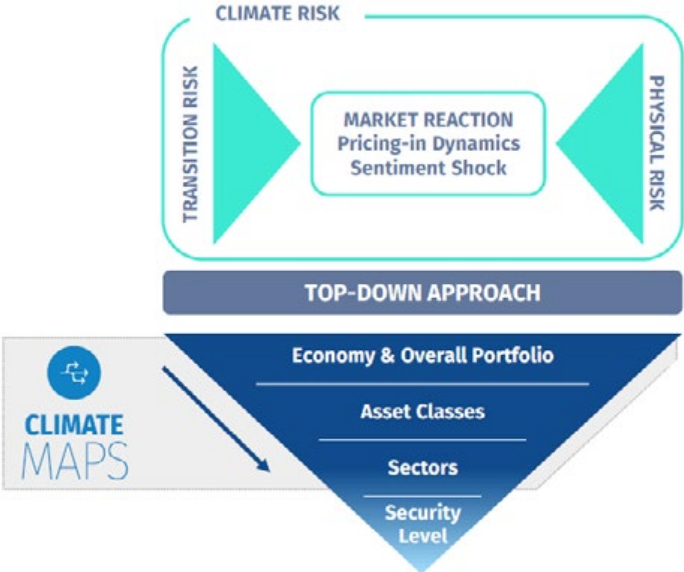 CLIMATE RISK
TRANSITION RISK
MARKET REACTION
Pricing-in Dynamics
Sentiment Shock
PHYSICAL RISK
TOP-DOWN APPROACH
Economy & Overall Portfolio
Asset Classes
Sectors
Security
Level
CLIMATE
MAPS